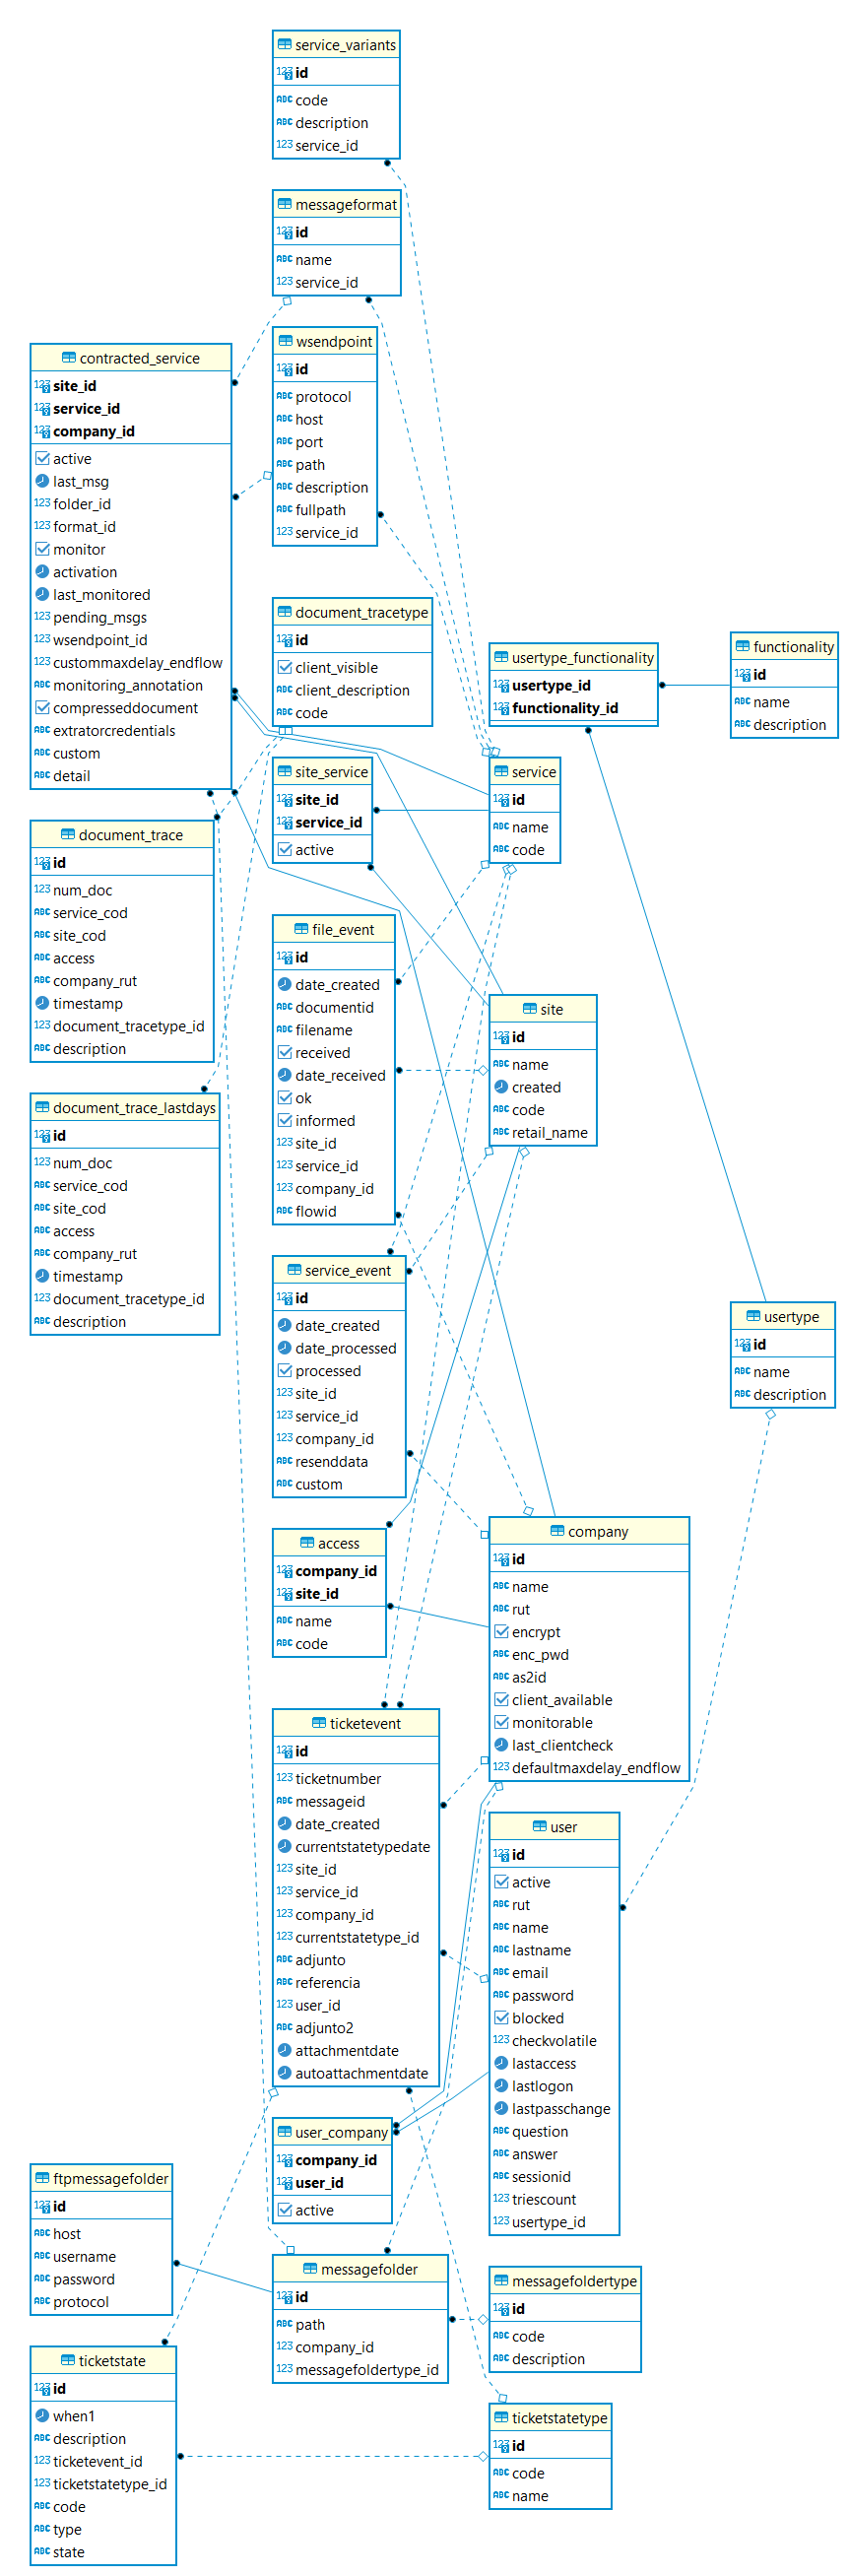 service_variants
id
code
description
service_id
messageformat
id
name
service_id
contracted_service
site_id
service_id
company_id
active
last_msg
folder_id
format_id
monitor
activation
last_monitored
pending_msgs
wsendpoint_id
custommaxdelay_endflow
monitoring_annotation
compresseddocument
extratorcredentials
custom
detail
wsendpoint
id
protocol
host
port
path
description
fullpath
service_id
document_tracetype
id
client_visible
client_description
code
usertype_functionality
usertype_id
functionality_id
functionality
id
name
description
site_service
site_id
service_id
active
service
id
name
code
document_trace
id
num_doc
service_cod
site_cod
access
company_rut
timestamp
document_tracetype_id
description
file_event
id
date_created
documentid
filename
received
date_received
ok
informed
site_id
service_id
company_id
flowid
site
id
name
created
code
retail_name
document_trace_lastdays
id
num_doc
service_cod
site_cod
access
company_rut
timestamp
document_tracetype_id
description
service_event
id
date_created
date_processed
processed
site_id
service_id
company_id
resenddata
custom
usertype
id
name
description
access
company_id
site_id
name
code
company
id
name
rut
encrypt
enc_pwd
as2id
client_available
monitorable
last_clientcheck
defaultmaxdelay_endflow
ticketevent
id
ticketnumber
messageid
date_created
currentstatetypedate
site_id
service_id
company_id
currentstatetype_id
adjunto
referencia
user_id
adjunto2
attachmentdate
autoattachmentdate
user
id
active
rut
name
lastname
email
password
blocked
checkvolatile
lastaccess
lastlogon
lastpasschange
question
answer
sessionid
triescount
usertype_id
user_company
company_id
user_id
active
ftpmessagefolder
id
host
username
password
protocol
messagefolder
id
path
company_id
messagefoldertype_id
messagefoldertype
id
code
description
ticketstate
id
when1
description
ticketevent_id
ticketstatetype_id
code
type
state
ticketstatetype
id
code
name